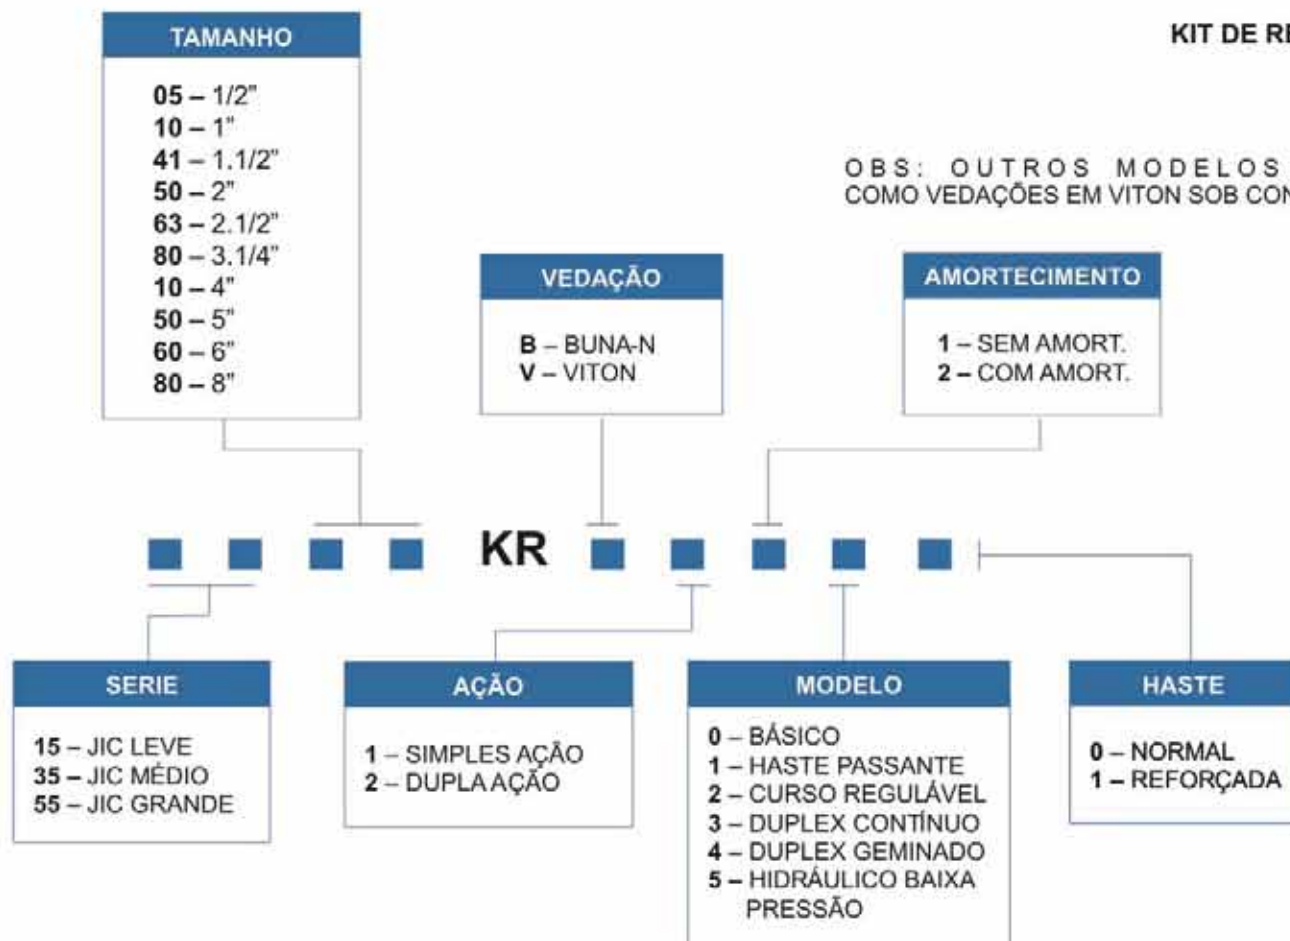 TAMANHO
05 – 1/2"
10 – 1"
41 – 1.1/2"
50 – 2"
63 – 2.1/2"
80 – 3.1/4"
10 – 4"
50 – 5"
60 – 6"
80 – 8"
KIT DE RE
OBS: OUTROS MODELOS
COMO VEDAÇÕES EM VITON SOB CON
VEDAÇÃO
B – BUNA-N
V – VITON
AMORTECIMENTO
1 – SEM AMORT.
2 – COM AMORT.
KR
SERIE
15 – JIC LEVE
35 – JIC MÉDIO
55 – JIC GRANDE
AÇÃO
1 – SIMPLES AÇÃO
2 – DUPLA AÇÃO
MODELO
0 – BÁSICO
1 – HASTE PASSANTE
2 – CURSO REGULÁVEL
3 – DUPLEX CONTÍNUO
4 – DUPLEX GEMINADO
5 – HIDRÁULICO BAIXA
PRESSÃO
HASTE
0 – NORMAL
1 – REFORÇADA